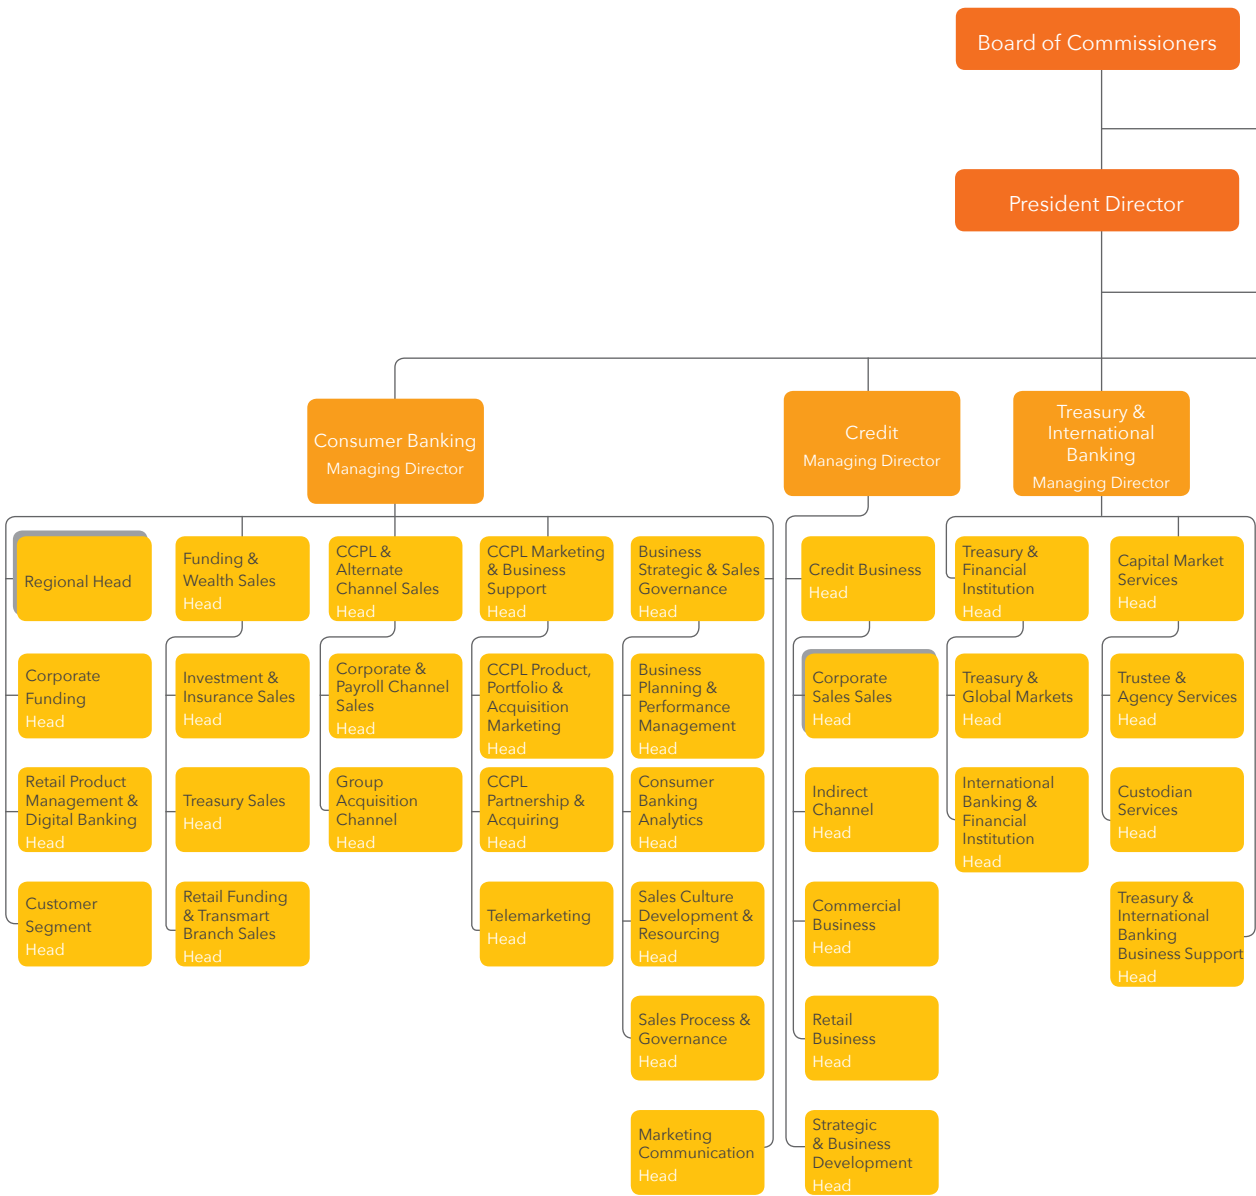 Board of Commissioners
President Director
Consumer Banking
Managing Director
Credit
Managing Director
Treasury &
International
Banking
Managing Director
Regional Head
Funding &
Wealth Sales
Head
CCPL &
Alternate
Channel Sales
Head
CCPL Marketing
& Business
Support
Head
Business
Strategic & Sales
Governance
Head
Credit Business
Head
Treasury &
Financial
Institution
Head
Capital Market
Services
Head
Corporate
Funding
Head
Investment &
Insurance Sales
Head
Corporate &
Payroll Channel
Sales
Head
CCPL Product,
Portfolio &
Acquisition
Marketing
Head
Business
Planning &
Performance
Management
Head
Corporate
Sales Sales
Head
Treasury &
Global Markets
Head
Trustee &
Agency Services
Head
Retail Product
Management &
Digital Banking
Head
Treasury Sales
Head
Group
Acquisition
Channel
Head
CCPL
Partnership &
Acquiring
Head
Consumer
Banking
Analytics
Head
Indirect
Channel
Head
International
Banking &
Financial
Institution
Head
Custodian
Services
Head
Customer
Segment
Head
Retail Funding
& Transmart
Branch Sales
Head
Telemarketing
Head
Sales Culture
Development &
Resourcing
Head
Commercial
Business
Head
Treasury &
International
Banking
Business Support
Head
Sales Process &
Governance
Head
Retail
Business
Head
Marketing
Communication
Head
Strategic
& Business
Development
Head